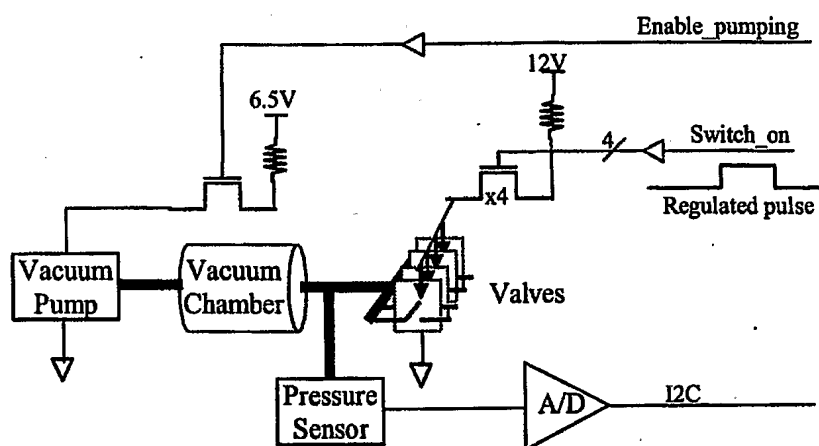 Enable_pumping
12V
6.5V
4
Switch_on
x4
Regulated pulse
Vacuum
Pump
Vacuum
Chamber
Valves
Pressure
Sensor
A/D
I2C